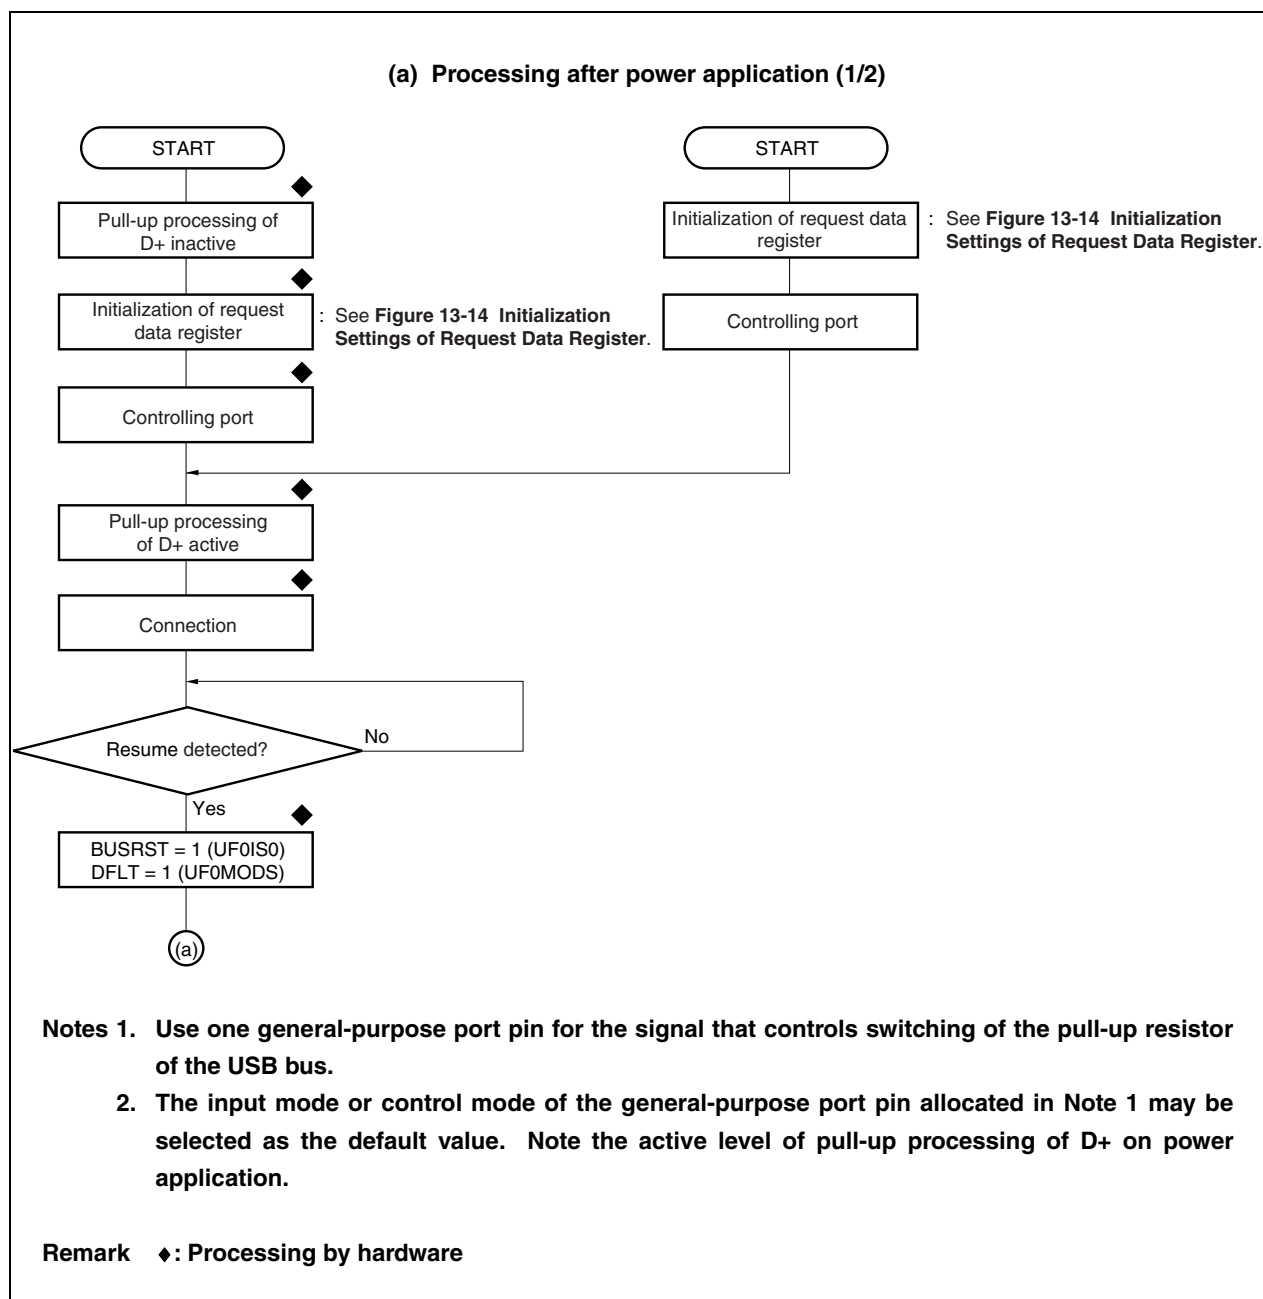 (a) Processing after power application (1/2)
START
Pull-up processing of
D+ inactive
Initialization of request
data register
: See Figure 13-14 Initialization
Settings of Request Data Register.
Controlling port
START
Initialization of request data
register
: See Figure 13-14 Initialization
Settings of Request Data Register.
Controlling port
Pull-up processing
of D+ active
Connection
Resume detected?
No
Yes
BUSRST = 1 (UF0IS0)
DFLT = 1 (UF0MODS)
(a)
Notes 1. Use one general-purpose port pin for the signal that controls switching of the pull-up resistor
of the USB bus.
2. The input mode or control mode of the general-purpose port pin allocated in Note 1 may be
selected as the default value. Note the active level of pull-up processing of D+ on power
application.
Remark ♦: Processing by hardware